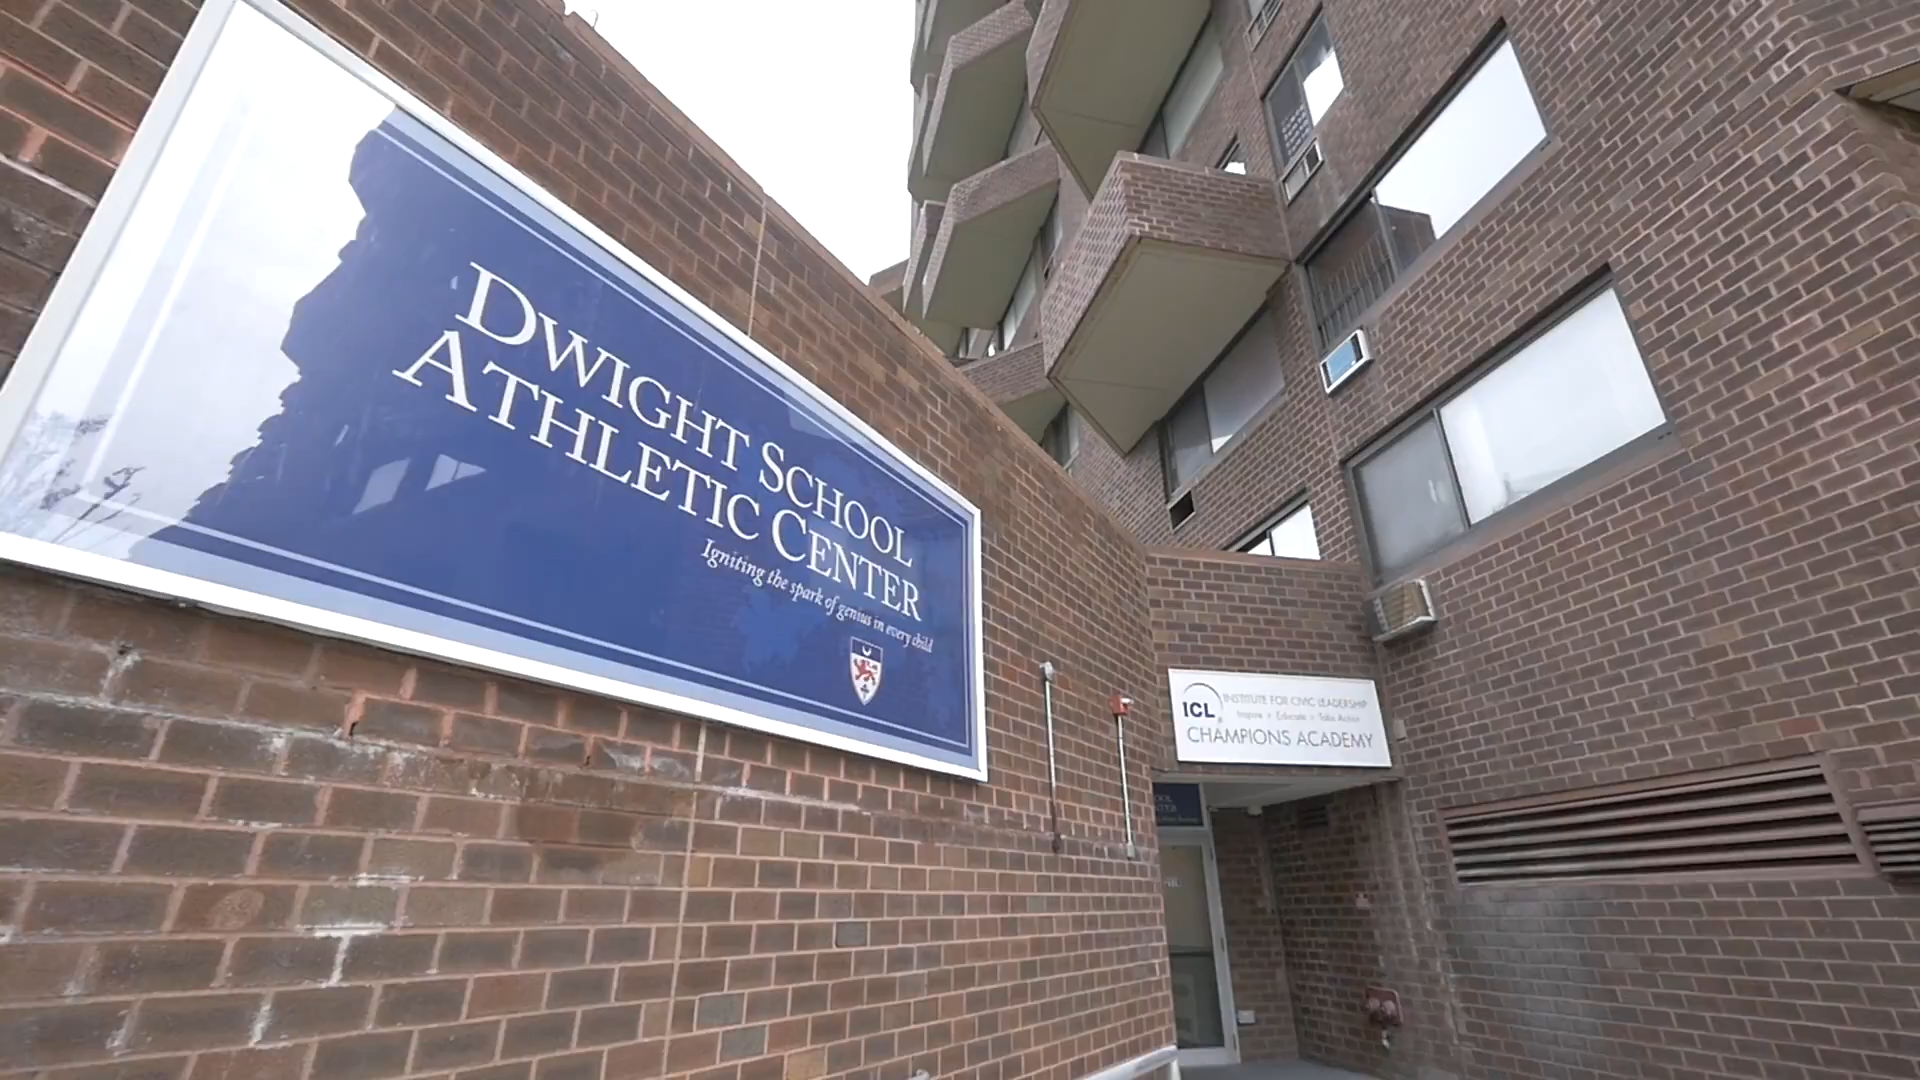 DWIGHT SCHOOL
ATHLETIC CENTER
Igniting the spark of genius in every child
ICL
INSTITUTE FOR CIVIC LEADERSHIP
Inspire • Educate • Take Action
CHAMPIONS ACADEMY